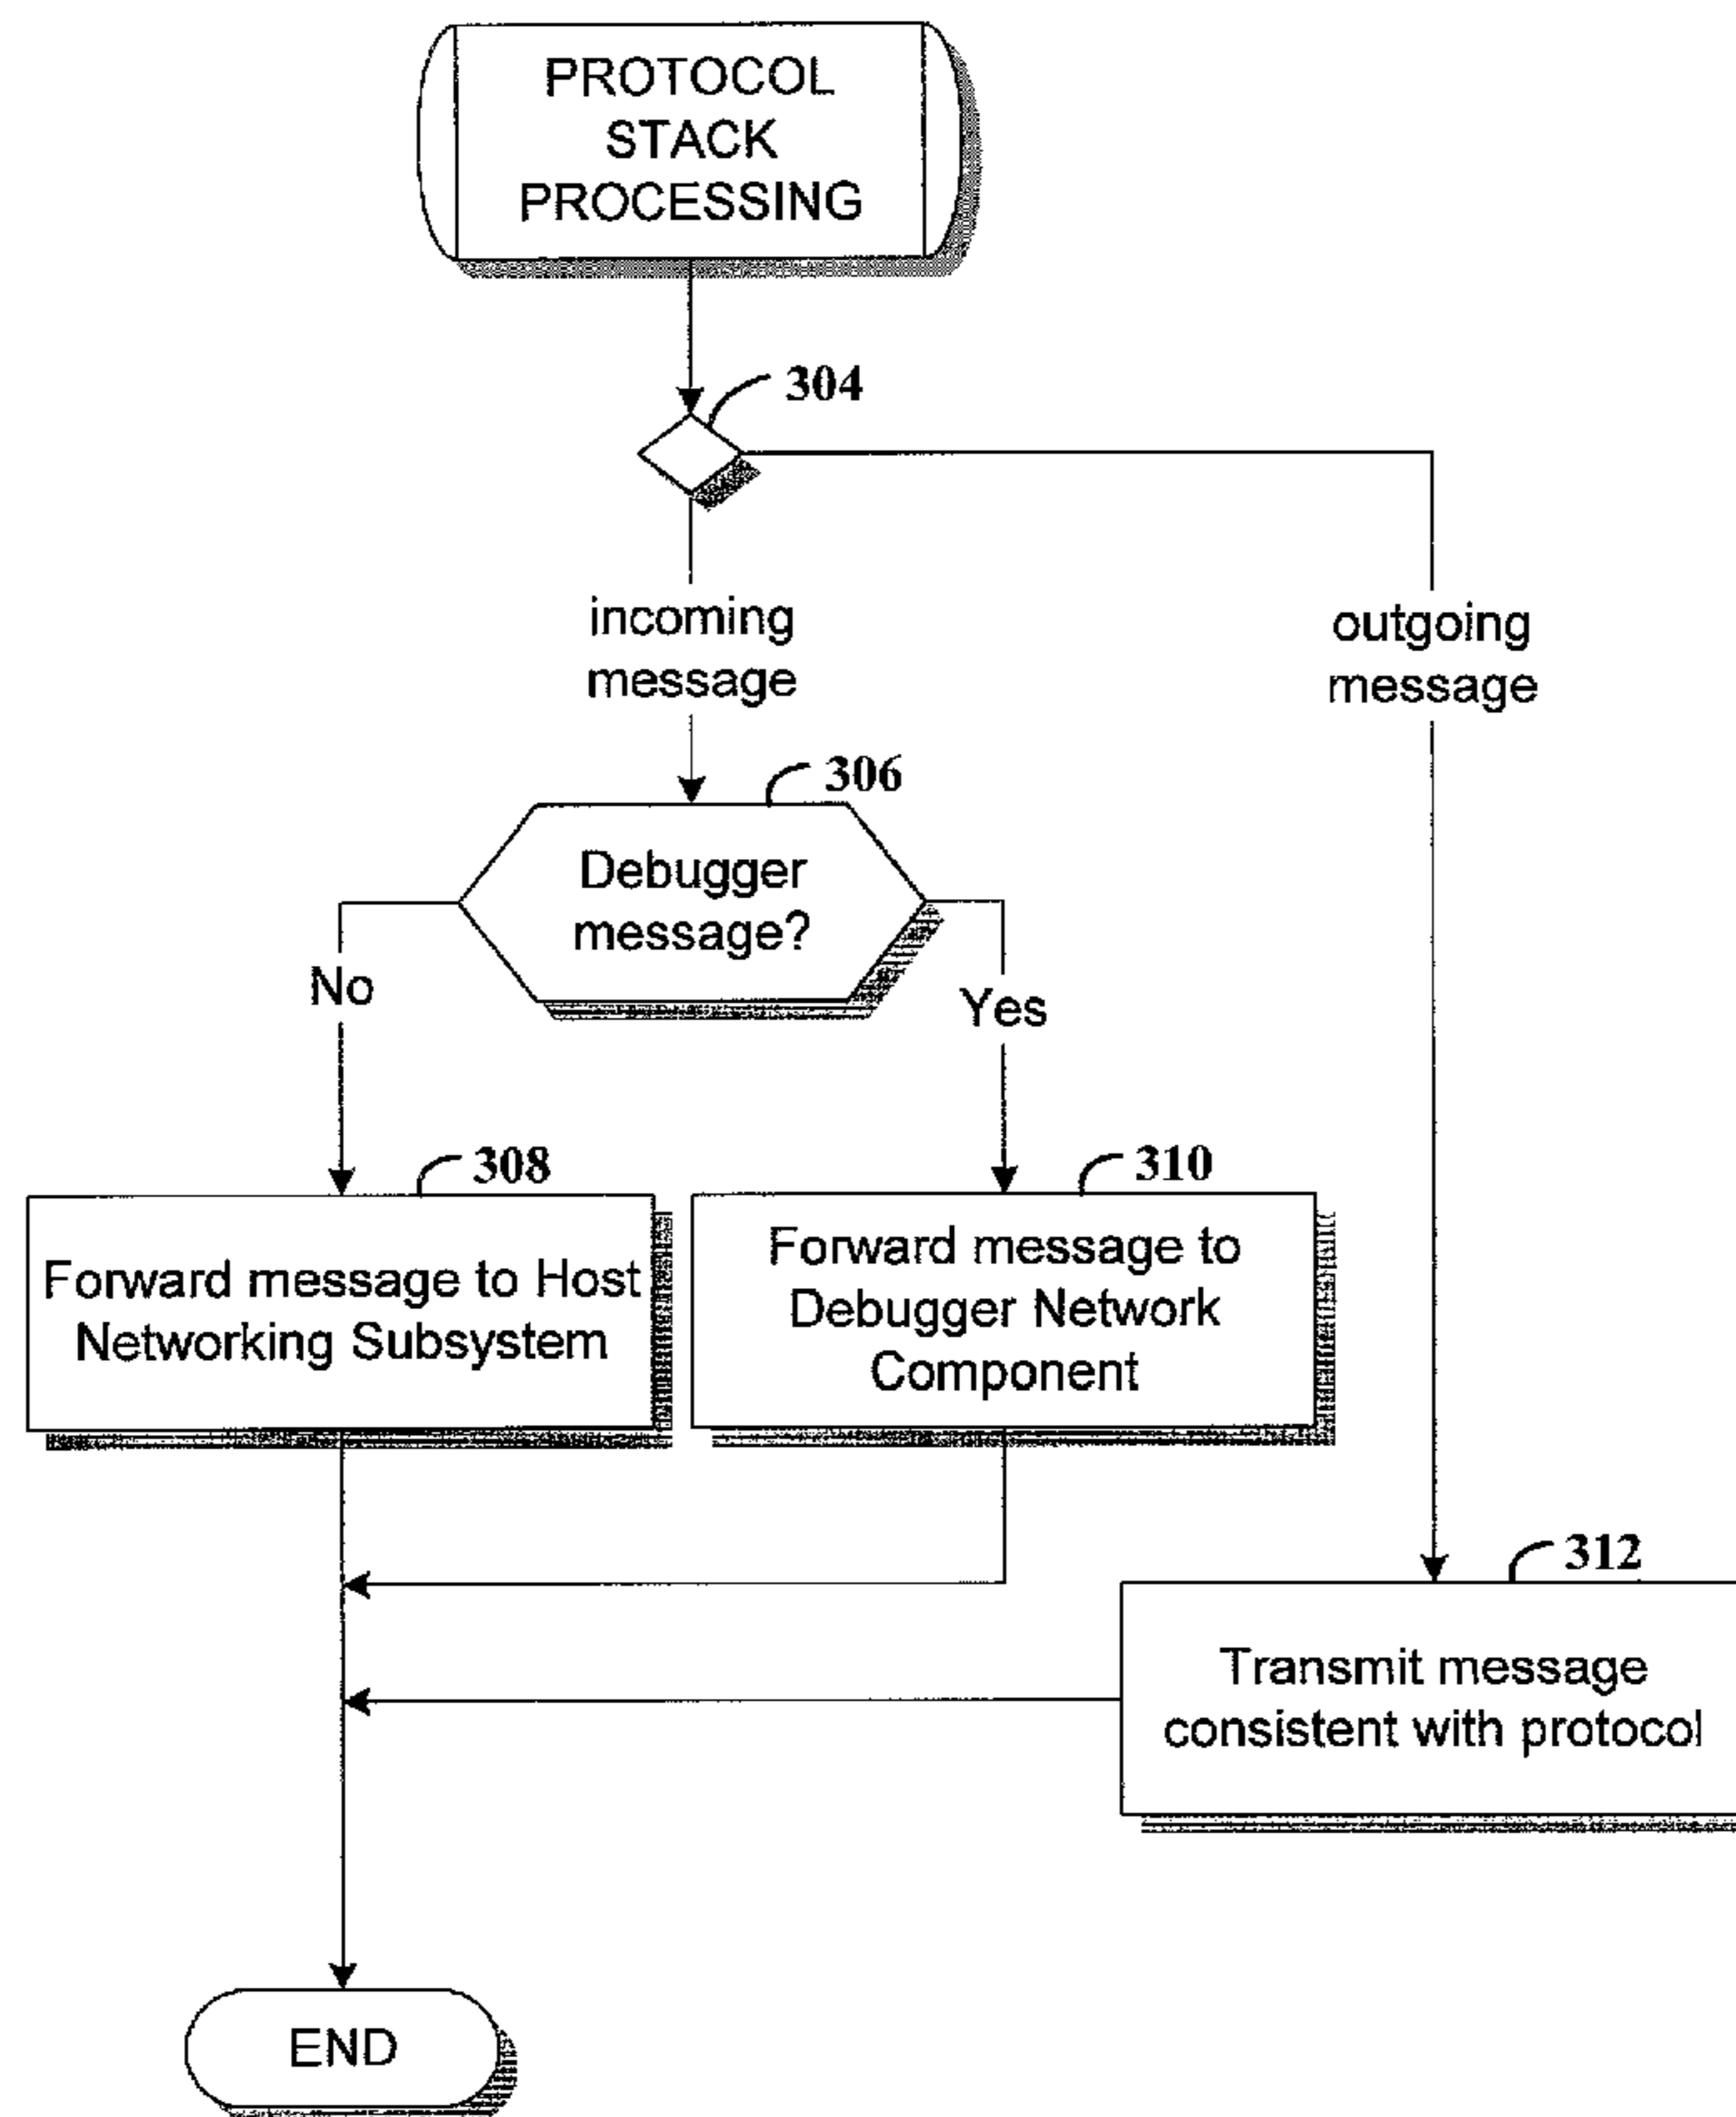 PROTOCOL
STACK
PROCESSING
304
incoming
message
outgoing
message
306
Debugger
message?
No
Yes
308
310
Forward message to Host
Networking Subsystem
Forward message to
Debugger Network
Component
312
Transmit message
consistent with protocol
END